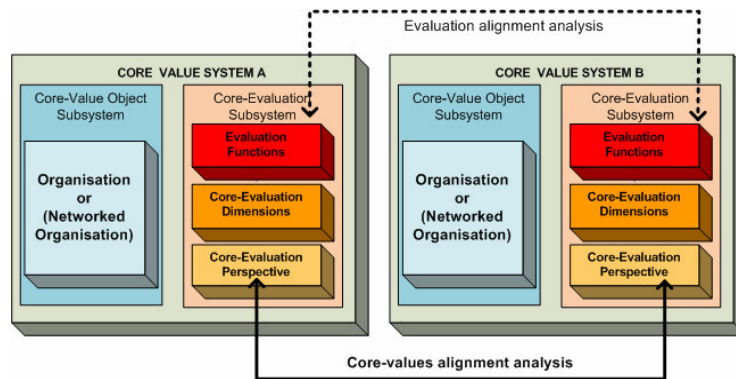 Evaluation alignment analysis
CORE VALUE SYSTEM A
Core-Value Object
Subsystem
Organisation
or
(Networked
Organisation)
Core-Evaluation
Subsystem
Evaluation
Functions
Core-Evaluation
Dimensions
Core-Evaluation
Perspective
CORE VALUE SYSTEM B
Core-Value Object
Subsystem
Organisation
or
(Networked
Organisation)
Core-Evaluation
Subsystem
Evaluation
Functions
Core-Evaluation
Dimensions
Core-Evaluation
Perspective
Core-values alignment analysis